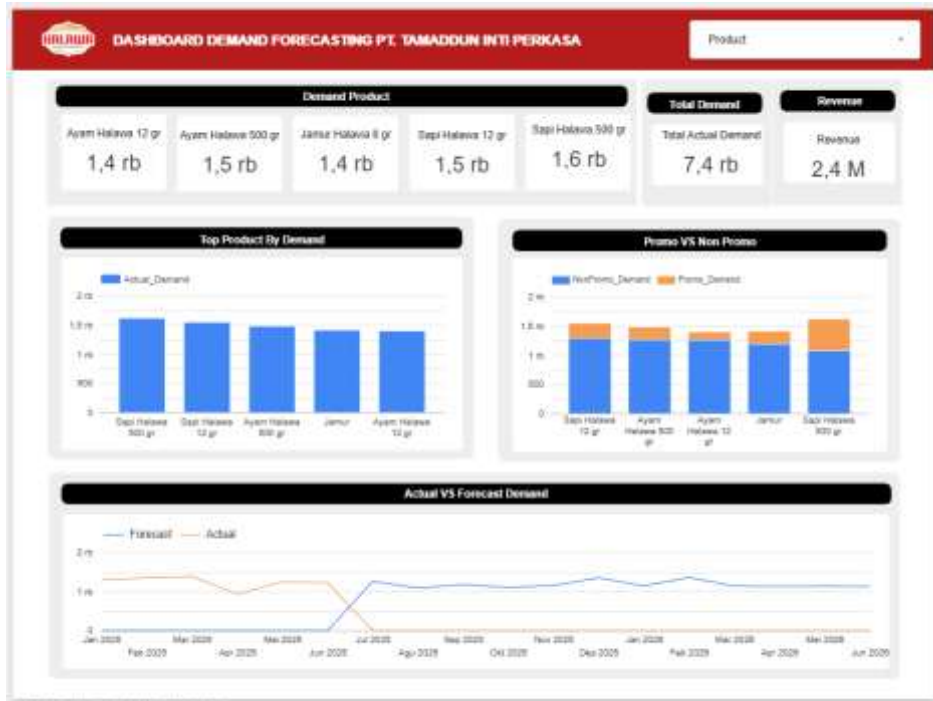 HALAWA
DASHBOARD DEMAND FORECASTING PT. TAMADDUN INTI PERKASA
Product
Demand Product
Total Demand
Revenue
Ayam Halawa 12 gr
Ayam Halawa 500 gr
Jamur Halawa 8 gr
Sapi Halawa 12 gr
Sapi Halawa 500 gr
Total Actual Demand
Revenue
1,4 rb
1,5 rb
1,4 rb
1,5 rb
1,6 rb
7,4 rb
2,4 M
Top Product By Demand
Actual_Demand
2 rb
1,5 rb
1 rb
500
0
Sapi Halawa 500 gr
Sapi Halawa 12 gr
Ayam Halawa 500 gr
Jamur
Ayam Halawa 12 gr
Promo VS Non Promo
NonPromo_Demand
Promo_Demand
2 rb
1,5 rb
1 rb
500
0
Sapi Halawa 12 gr
Ayam Halawa 500 gr
Ayam Halawa 12 gr
Jamur
Sapi Halawa 500 gr
Actual VS Forecast Demand
Forecast
Actual
2 rb
1 rb
0
Jan 2025
Feb 2025
Mar 2025
Apr 2025
Mei 2025
Jun 2025
Jul 2025
Agu 2025
Sep 2025
Okt 2025
Nov 2025
Des 2025
Jan 2026
Feb 2026
Mar 2026
Apr 2026
Mei 2026
Jun 2026